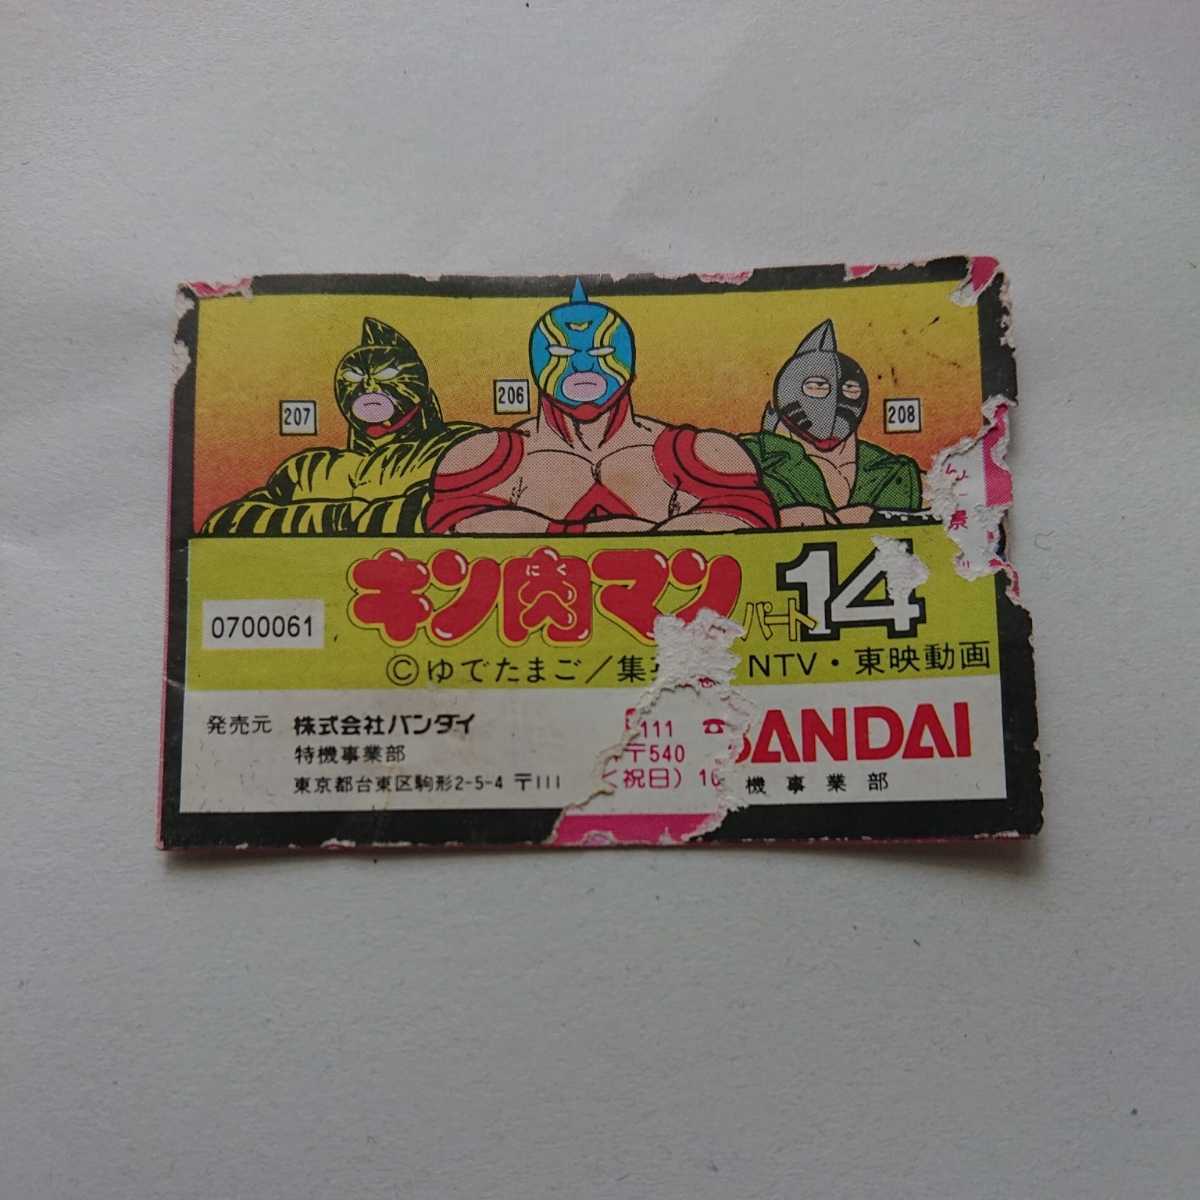 207
206
208
キン肉マン
にく
パート14
0700061
©ゆでたまご／集 NTV・東映動画
発売元 株式会社バンダイ
特機事業部
東京都台東区駒形2-5-4 〒111
111 ☎
〒540
祝日) 10
BANDAI
機事業部